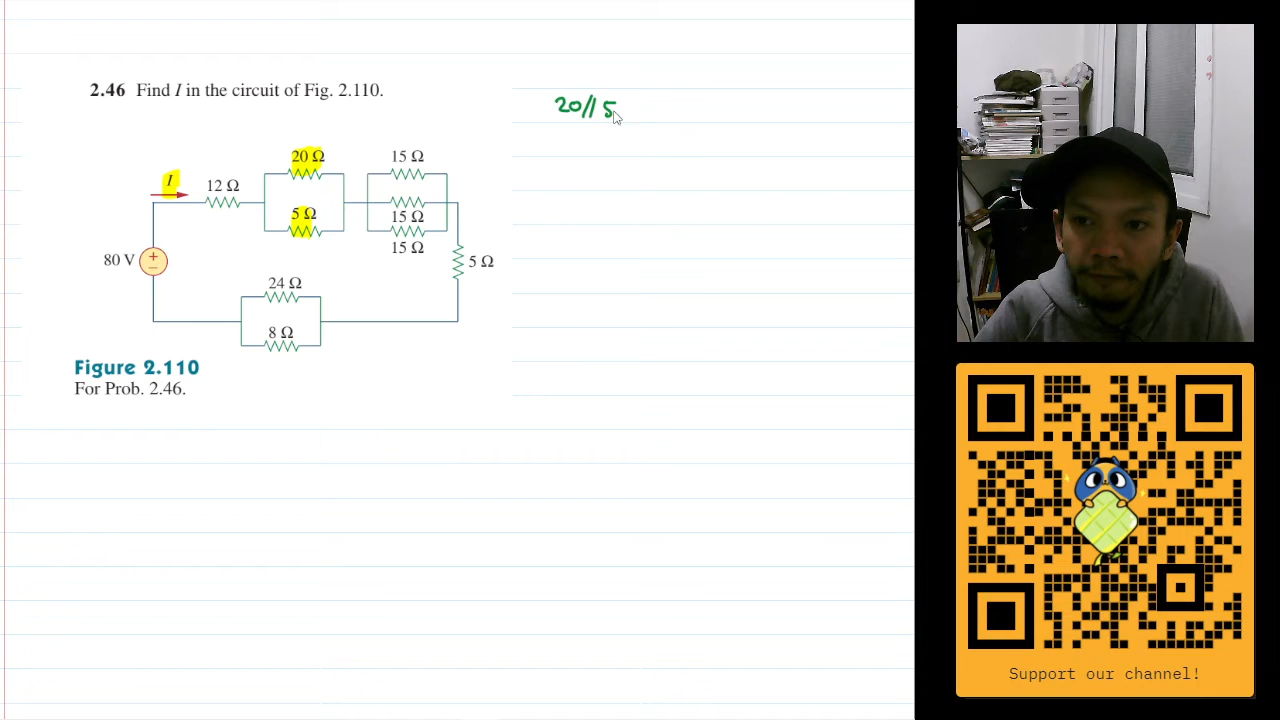 2.46 Find I in the circuit of Fig. 2.110.
20//5
I
12 Ω
20 Ω
5 Ω
15 Ω
15 Ω
15 Ω
80 V
+
−
5 Ω
24 Ω
8 Ω
Figure 2.110
For Prob. 2.46.
Support our channel!